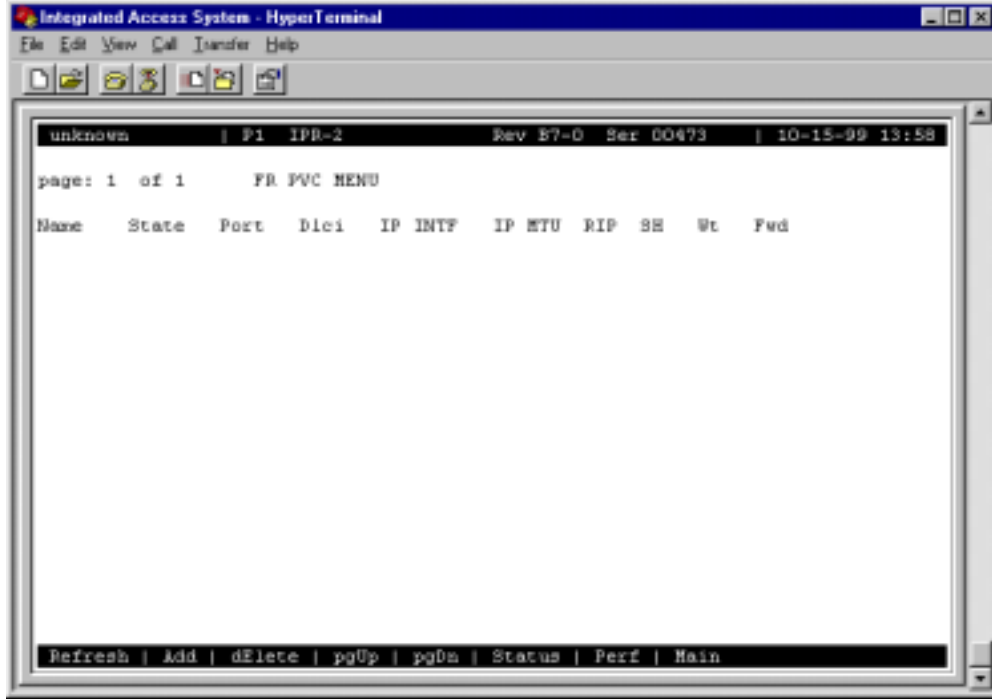 Integrated Access System - HyperTerminal
File Edit View Call Transfer Help
unknown | P1 IPR-2 Rev B7-0 Ser 00473 | 10-15-99 13:58
page: 1 of 1 FR PVC MENU
Name State Port Dlci IP INTF IP MTU RIP SH Wt Fwd
Refresh | Add | dElete | pgUp | pgDn | Status | Perf | Main